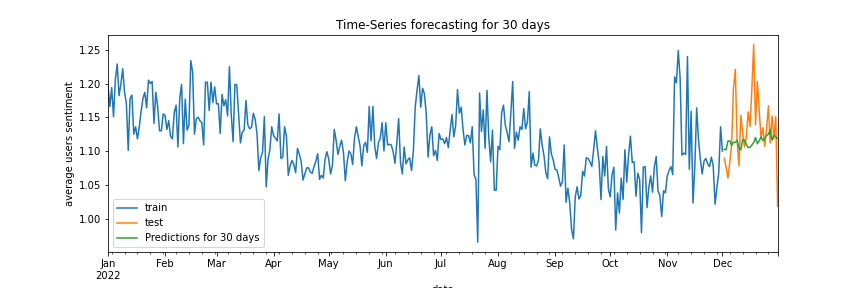 Time-Series forecasting for 30 days
average users sentiment
1.25
1.20
1.15
1.10
1.05
1.00
train
test
Predictions for 30 days
Jan Feb Mar Apr May Jun Jul Aug Sep Oct Nov Dec
2022